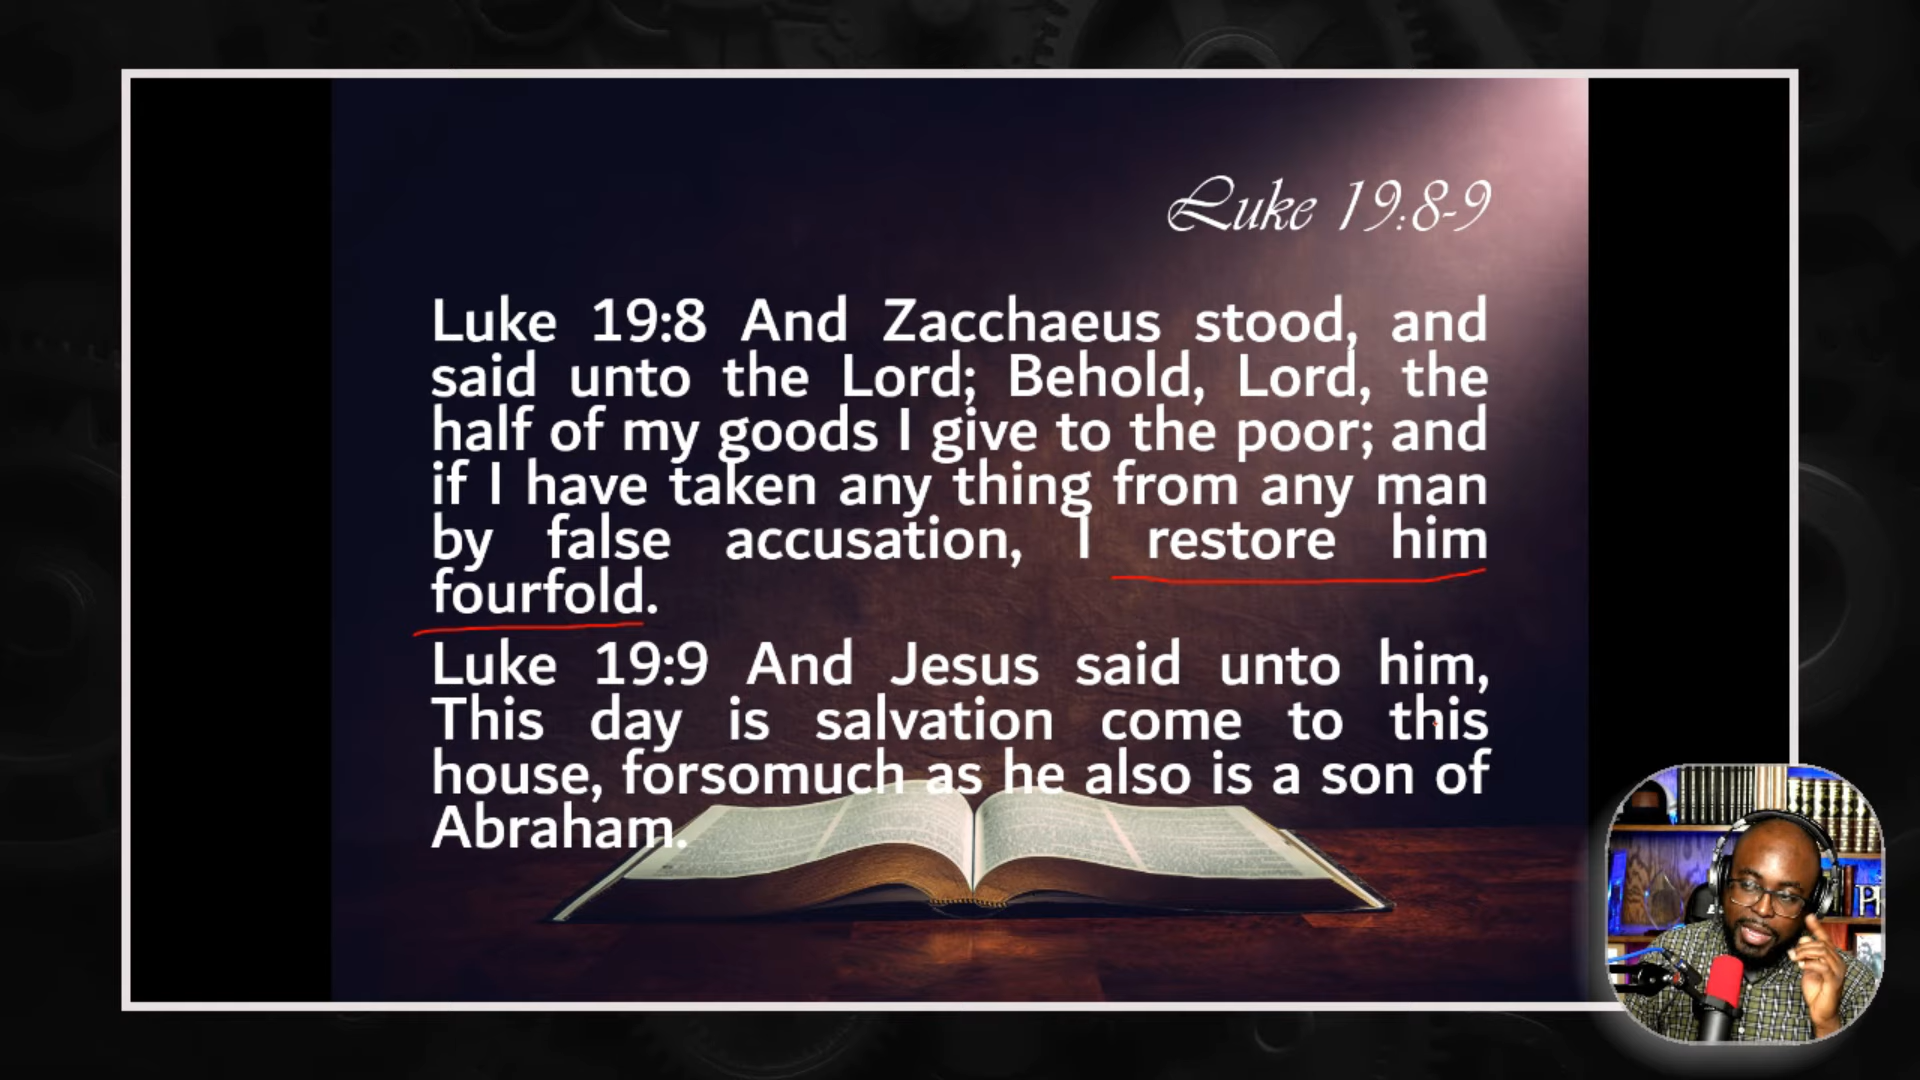 Luke 19:8-9
Luke 19:8 And Zacchaeus stood, and
said unto the Lord; Behold, Lord, the
half of my goods I give to the poor; and
if I have taken any thing from any man
by false accusation, I restore him
fourfold.
Luke 19:9 And Jesus said unto him,
This day is salvation come to this
house, forsomuch as he also is a son of
Abraham.